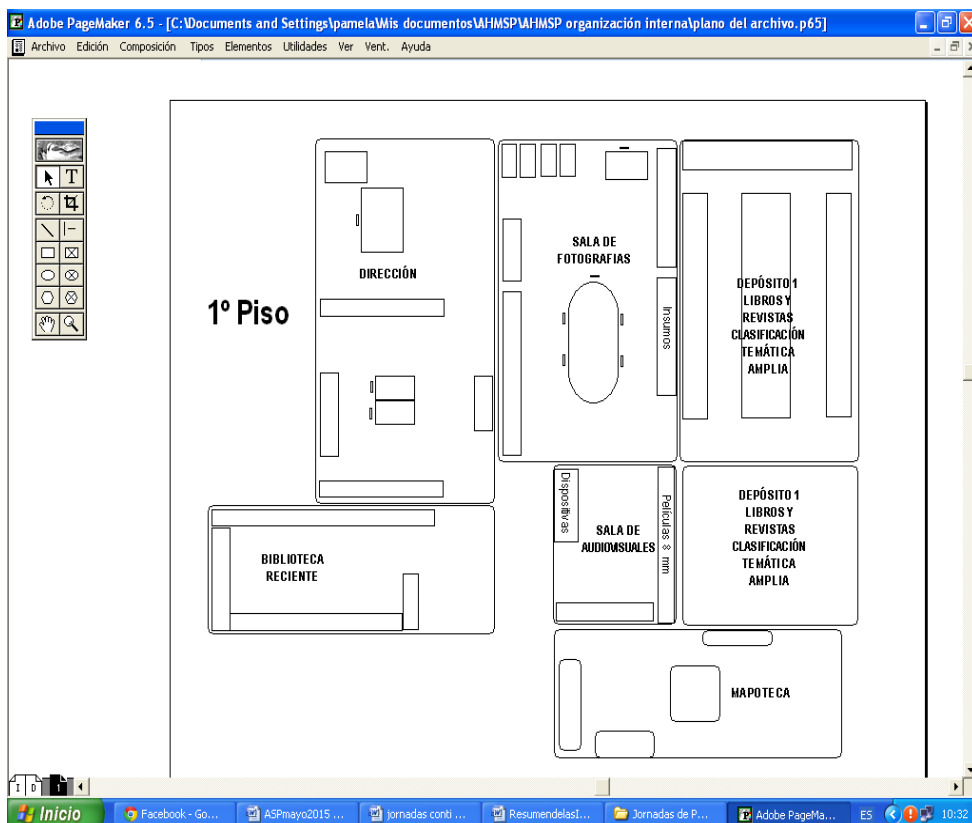 Adobe PageMaker 6.5 - [C:\Documents and Settings\pamela\Mis documentos\AHMSP\AHMSP organización interna\plano del archivo.p65]
Archivo Edición Composición Tipos Elementos Utilidades Ver Vent. Ayuda
T
1º Piso
DIRECCIÓN
SALA DE
FOTOGRAFIAS
Insumos
DEPÓSITO 1
LIBROS Y
REVISTAS
CLASIFICACIÓN
TEMÁTICA
AMPLIA
BIBLIOTECA
RECIENTE
Dispositivas
SALA DE
AUDIOVISUALES
Películas 8 mm
DEPÓSITO 1
LIBROS Y
REVISTAS
CLASIFICACIÓN
TEMÁTICA
AMPLIA
MAPOTECA
I D 1
Inicio Facebook - Go... ASPmayo2015 ... jornadas conti ... ResumendelasI... Jornadas de P... Adobe PageMa... ES 10:32